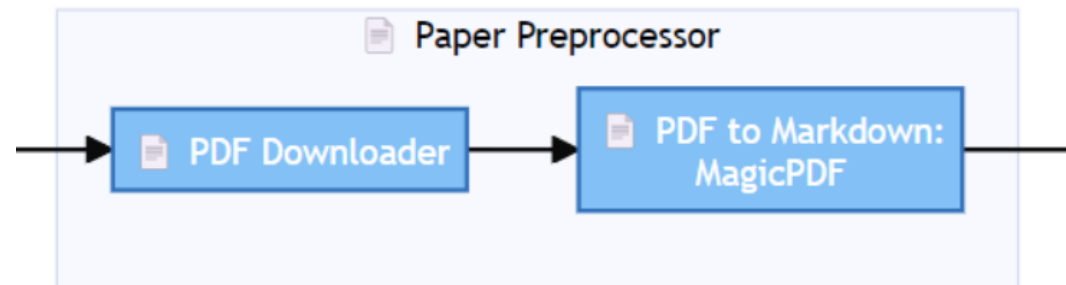 Paper Preprocessor
PDF Downloader
PDF to Markdown:
MagicPDF